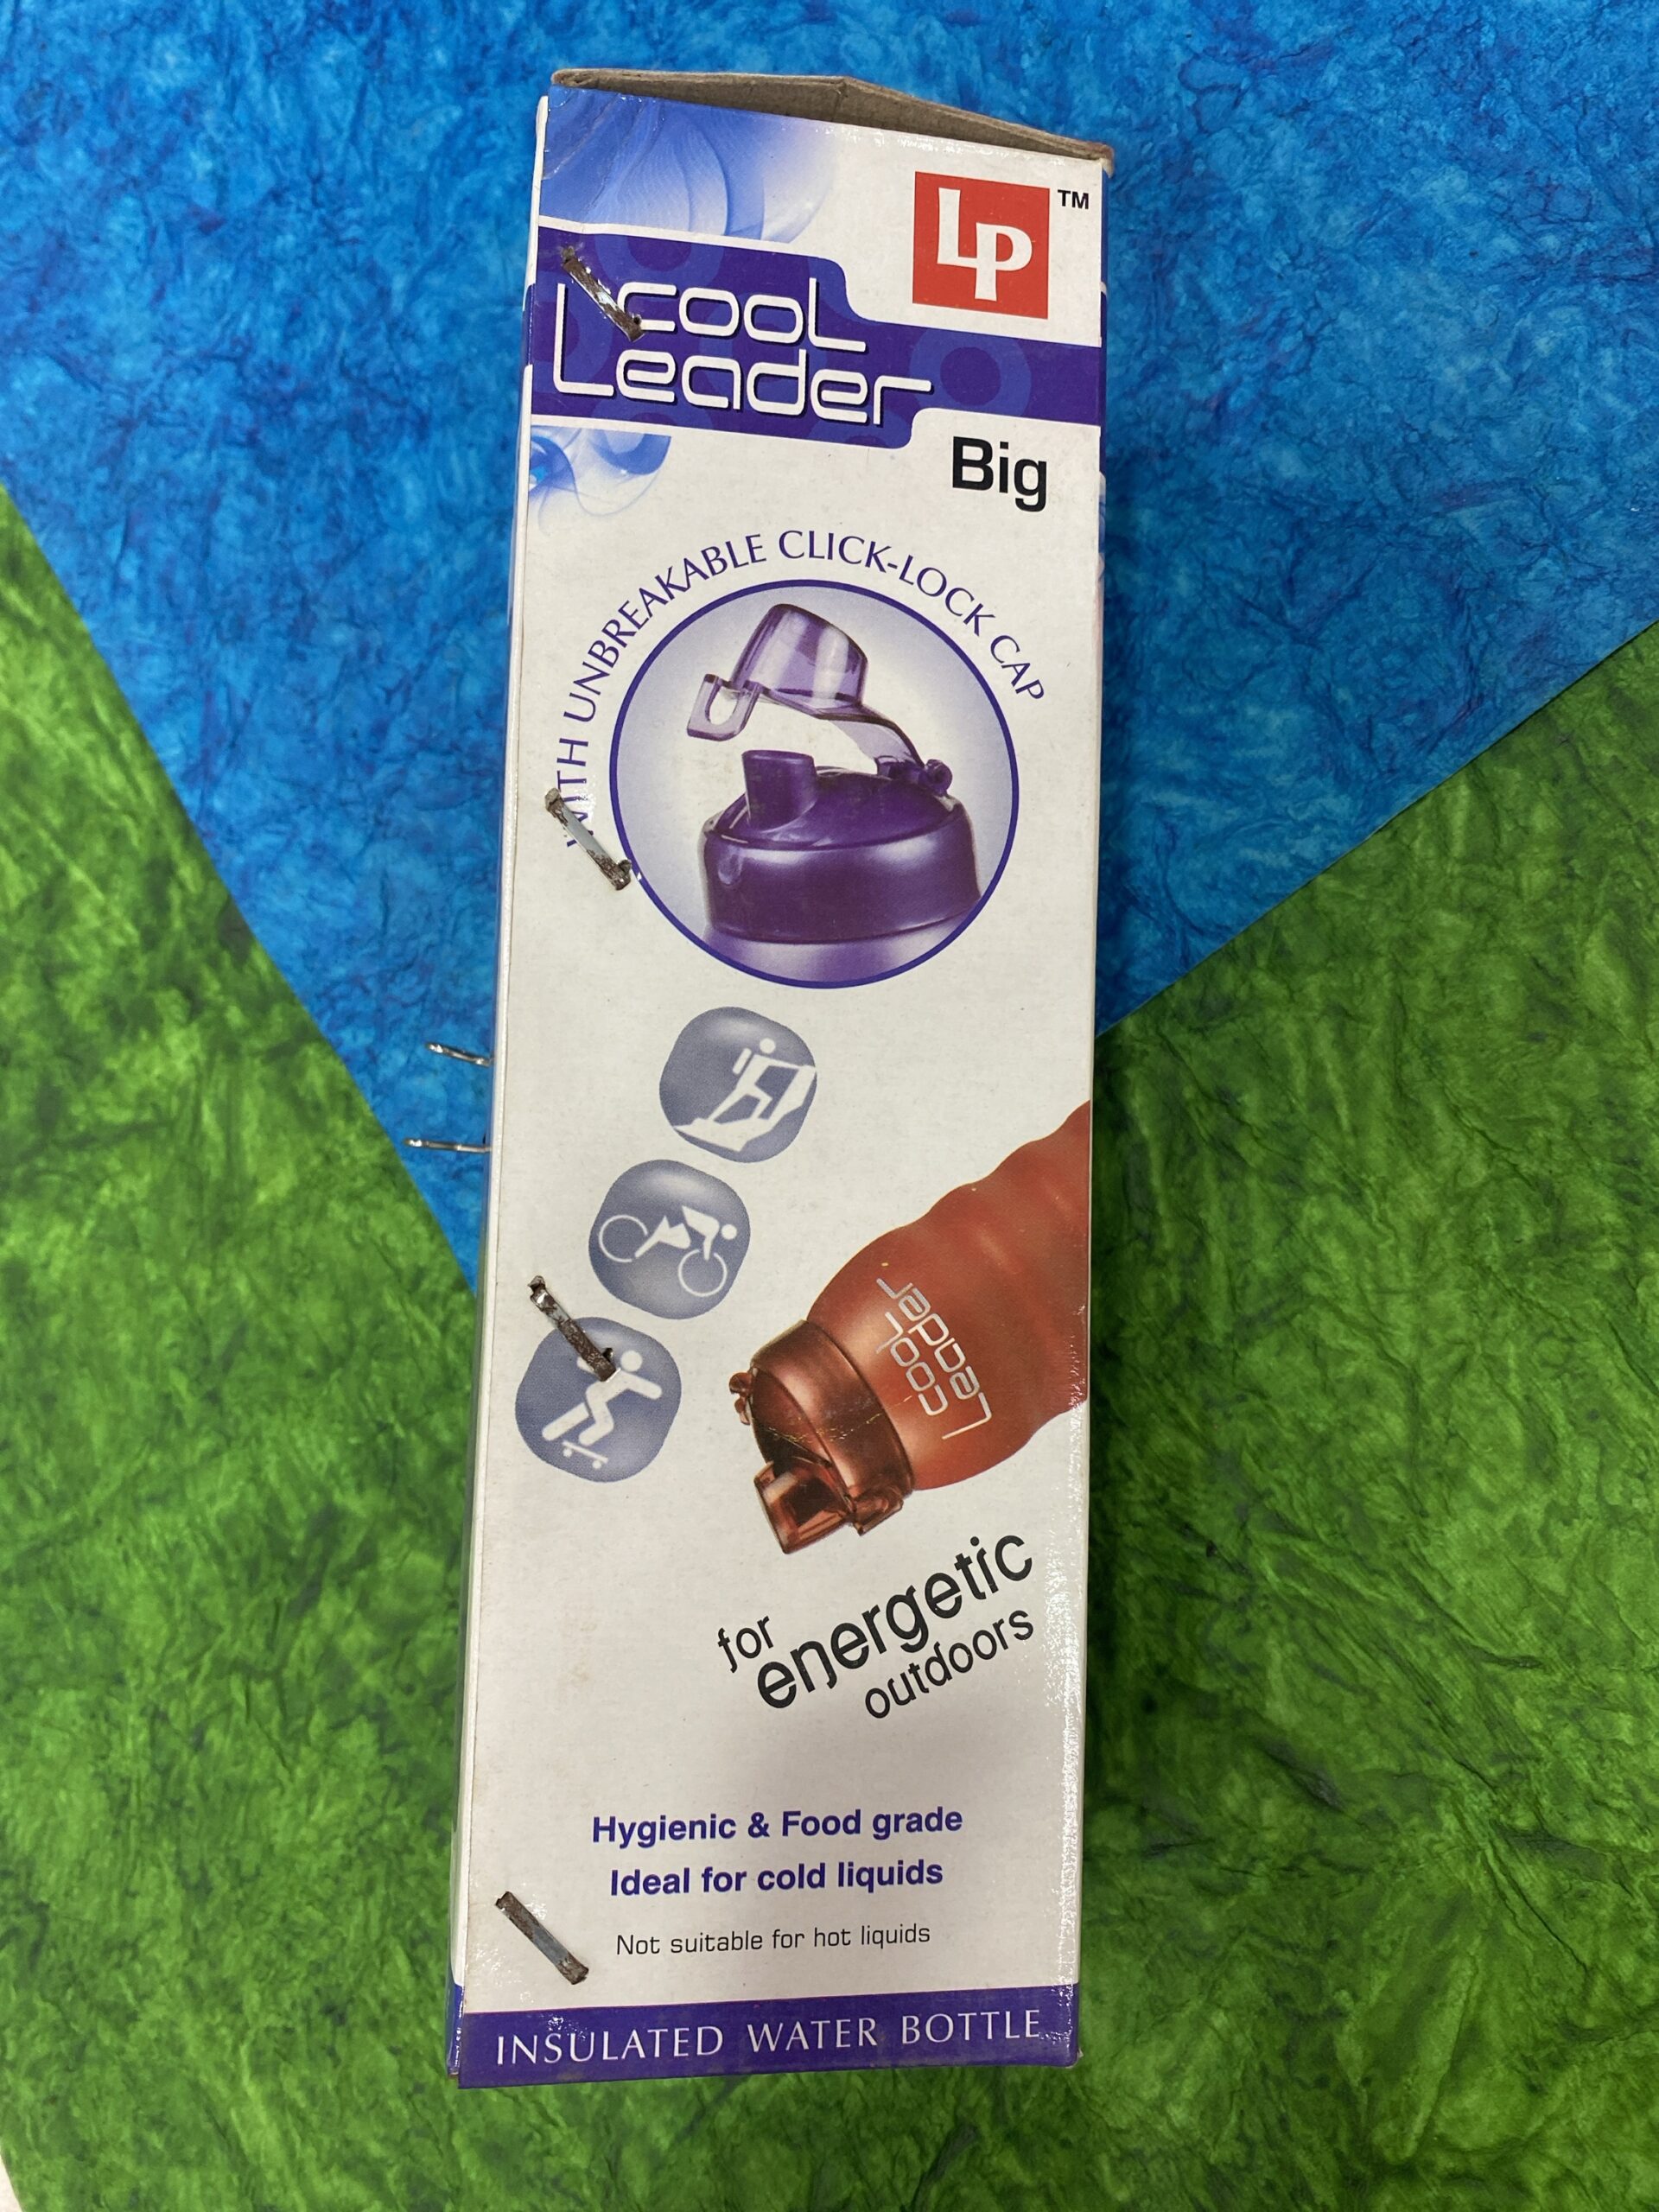 LP TM
cool
Leader
Big
WITH UNBREAKABLE CLICK-LOCK CAP
cool
Leader
for
energetic
outdoors
Hygienic & Food grade
Ideal for cold liquids
Not suitable for hot liquids
INSULATED WATER BOTTLE